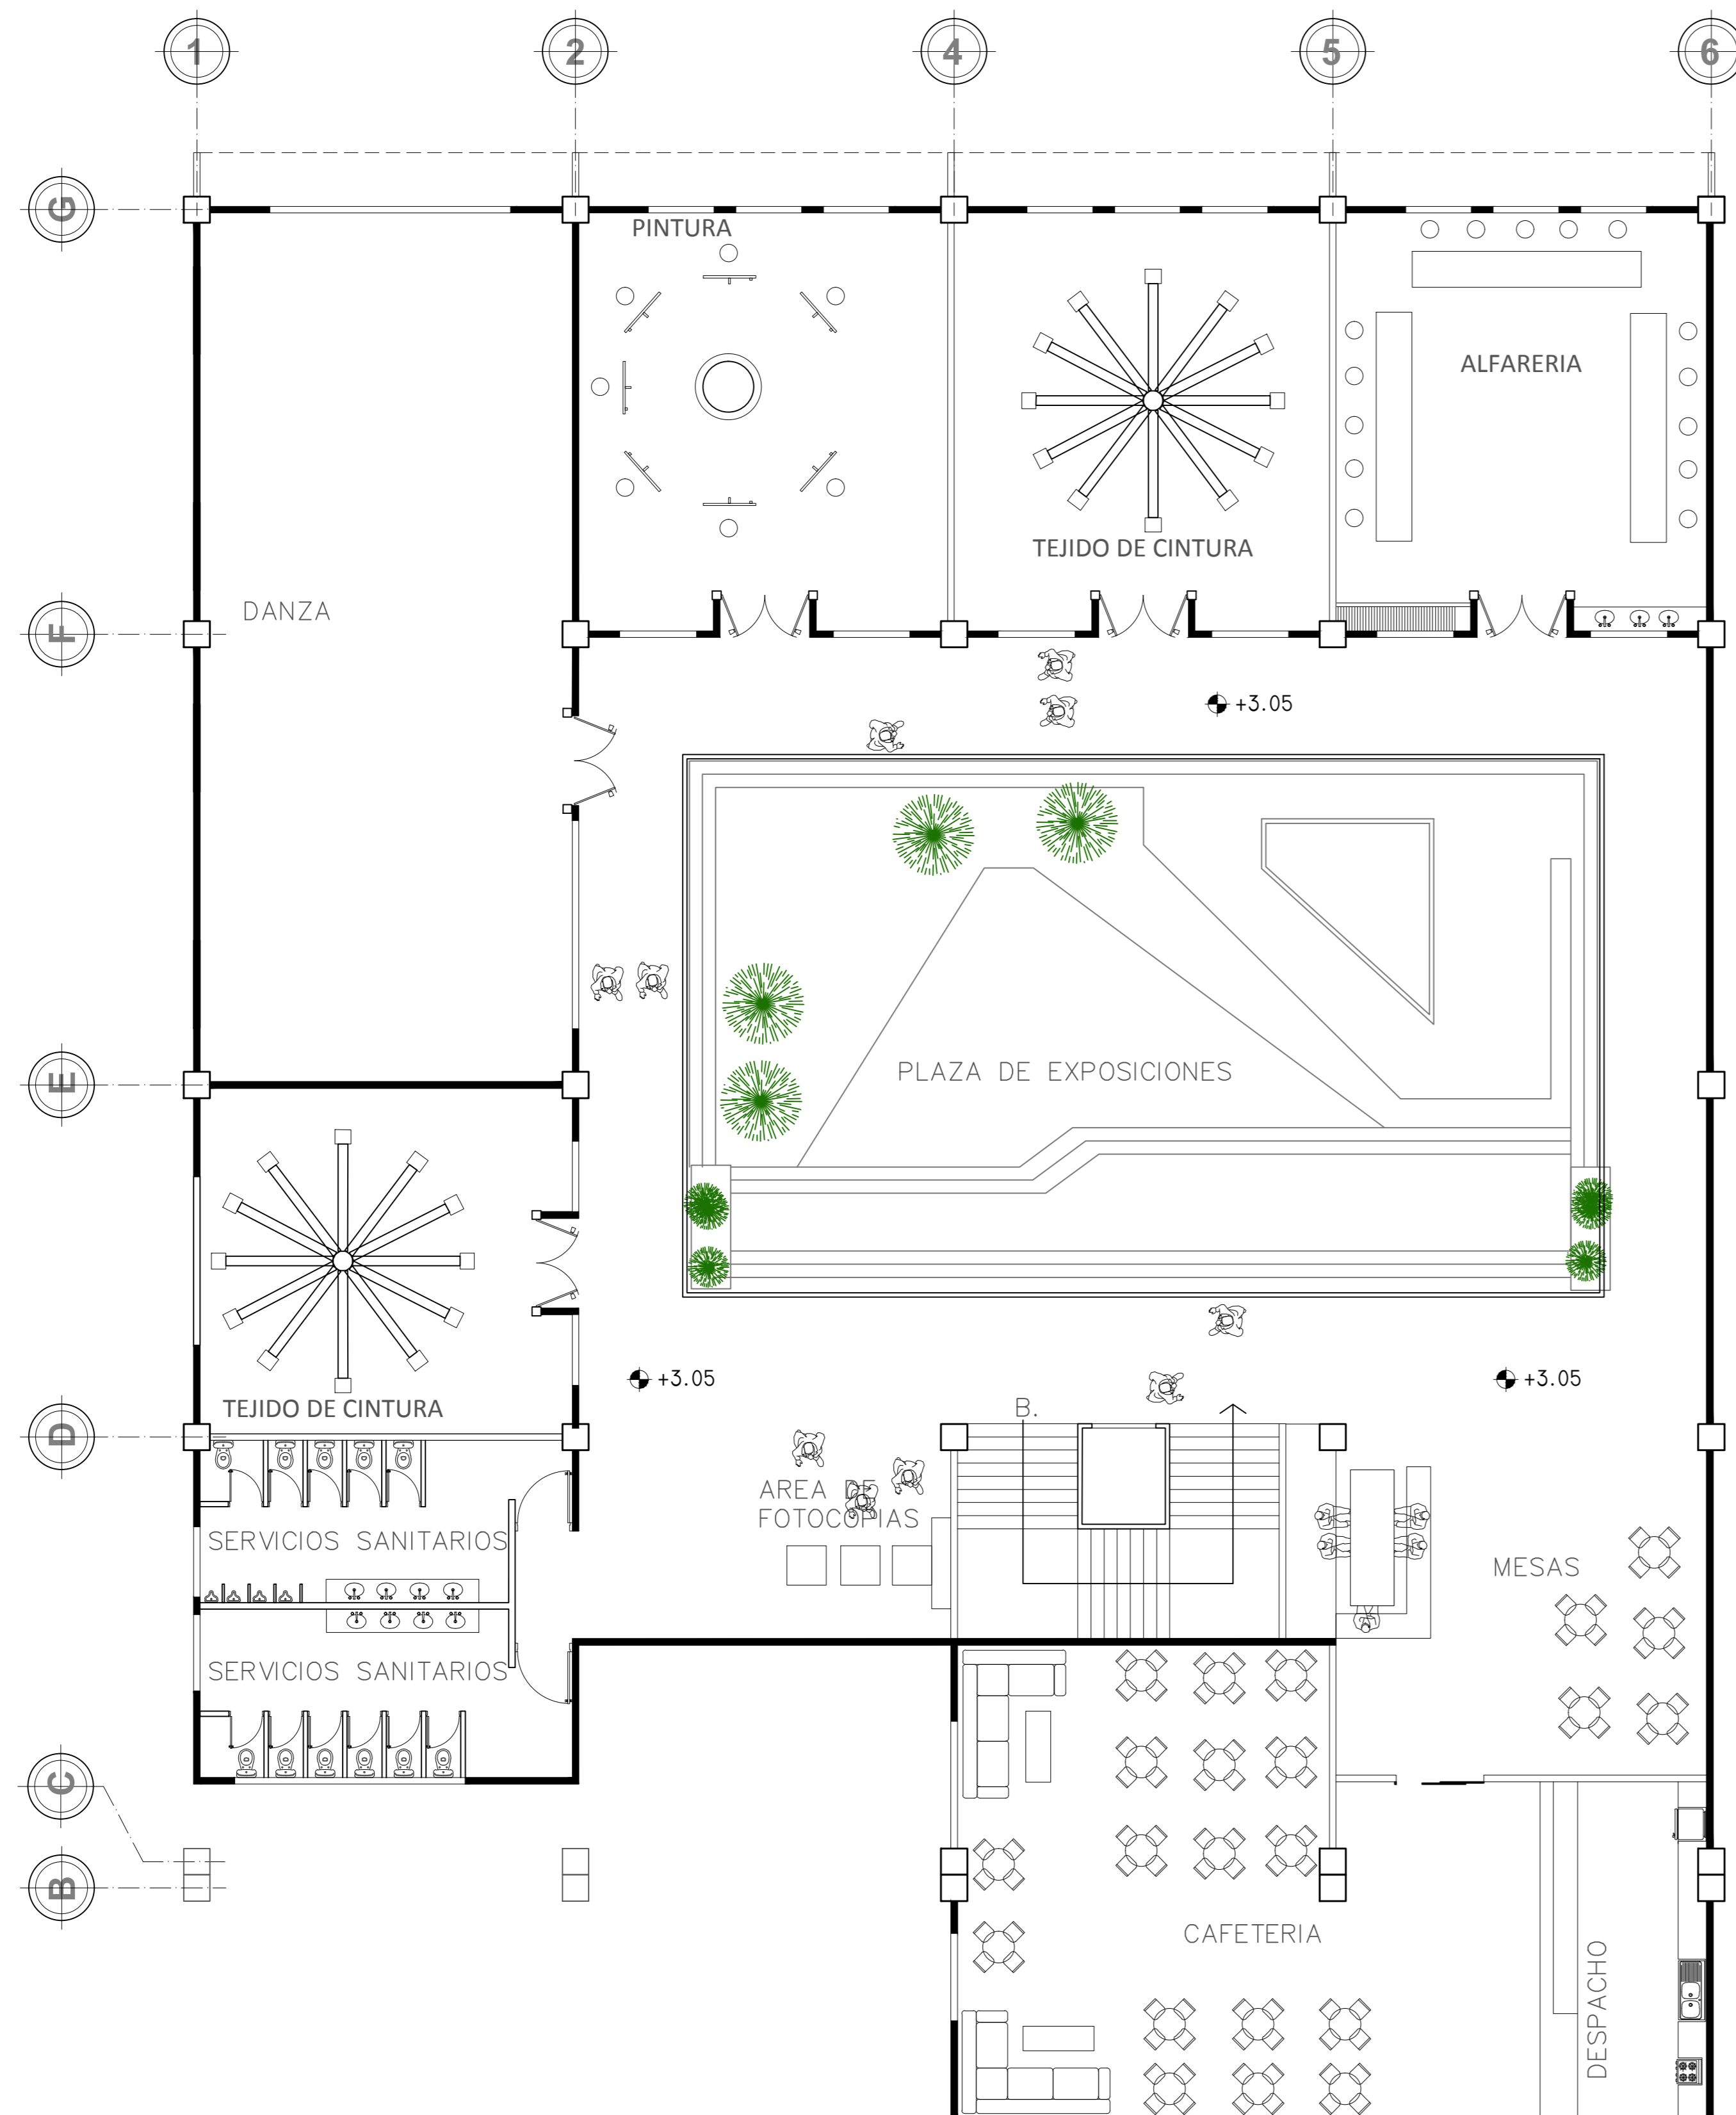 1
2
4
5
6
G
PINTURA
ALFARERIA
TEJIDO DE CINTURA
DANZA
F
+3.05
PLAZA DE EXPOSICIONES
E
+3.05
+3.05
TEJIDO DE CINTURA
B.
D
AREA DE
FOTOCOPIAS
SERVICIOS SANITARIOS
MESAS
SERVICIOS SANITARIOS
C
B
CAFETERIA
DESPACHO